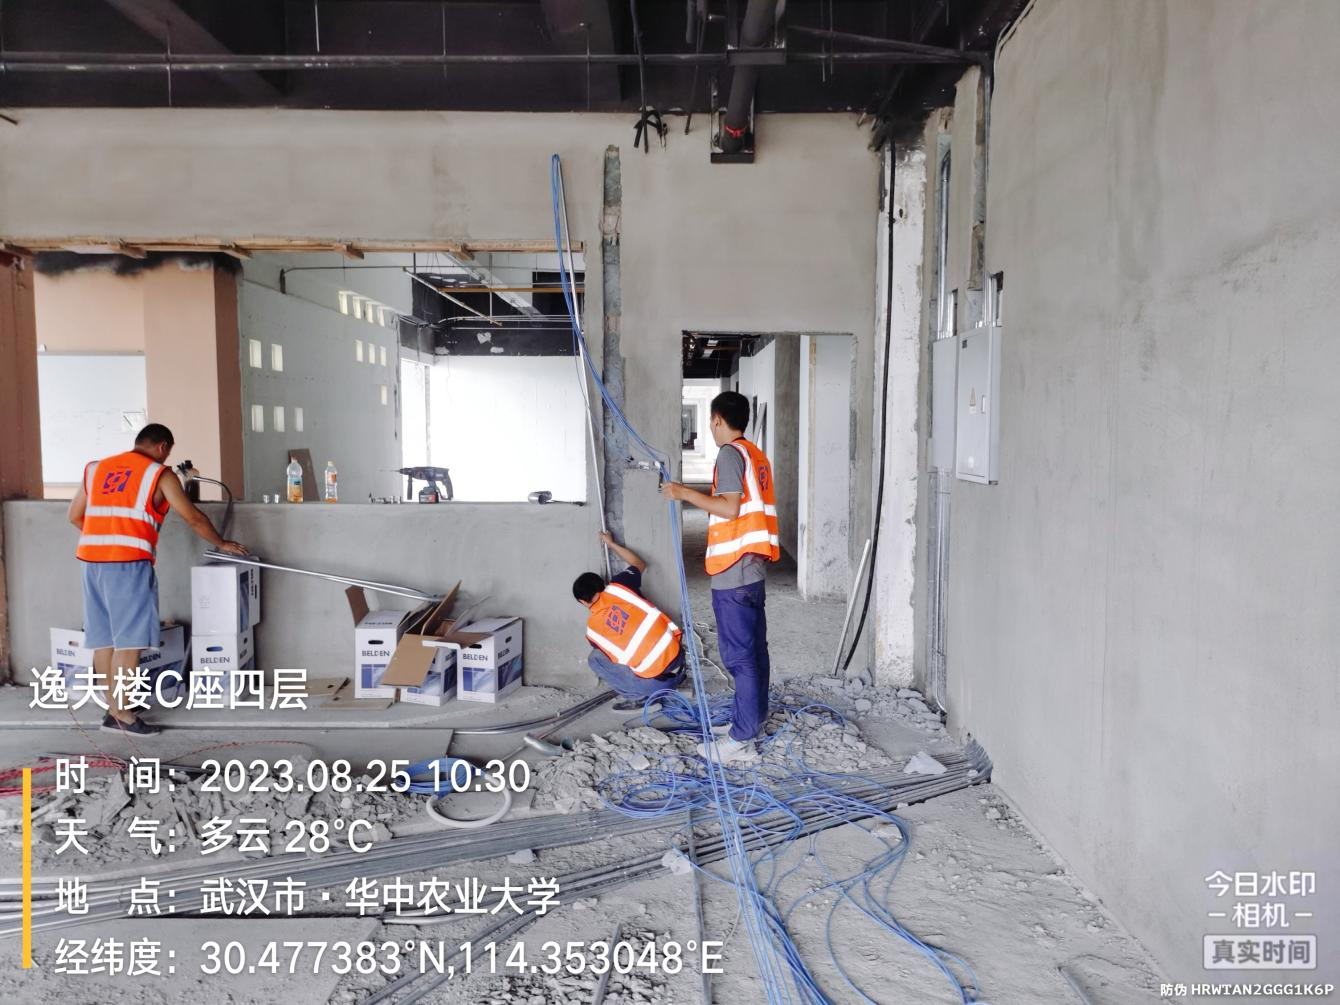 BELDEN
BELDEN
BELDEN
BELDEN
BELDEN
逸夫楼C座四层
时 间：2023.08.25 10:30
天 气：多云 28℃
地 点：武汉市·华中农业大学
经纬度：30.477383°N,114.353048°E
今日水印
相机
真实时间
防伪 HRWTAN2GGG1K6P